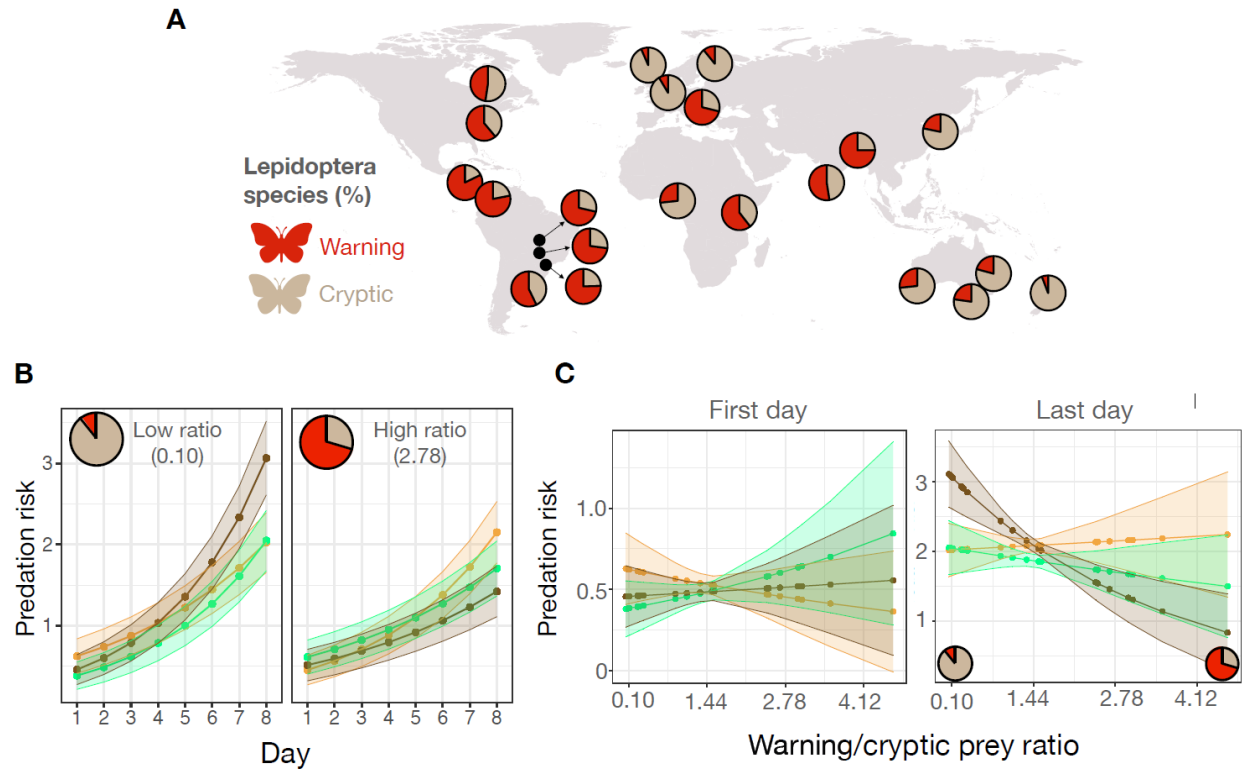 A
Lepidoptera
species (%)
Warning
Cryptic
B
Low ratio
(0.10)
High ratio
(2.78)
Predation risk
3
2
1
1 2 3 4 5 6 7 8
1 2 3 4 5 6 7 8
Day
C
First day
Last day
Predation risk
1.0
0.5
0
3
2
1
0.10 1.44 2.78 4.12
0.10 1.44 2.78 4.12
Warning/cryptic prey ratio